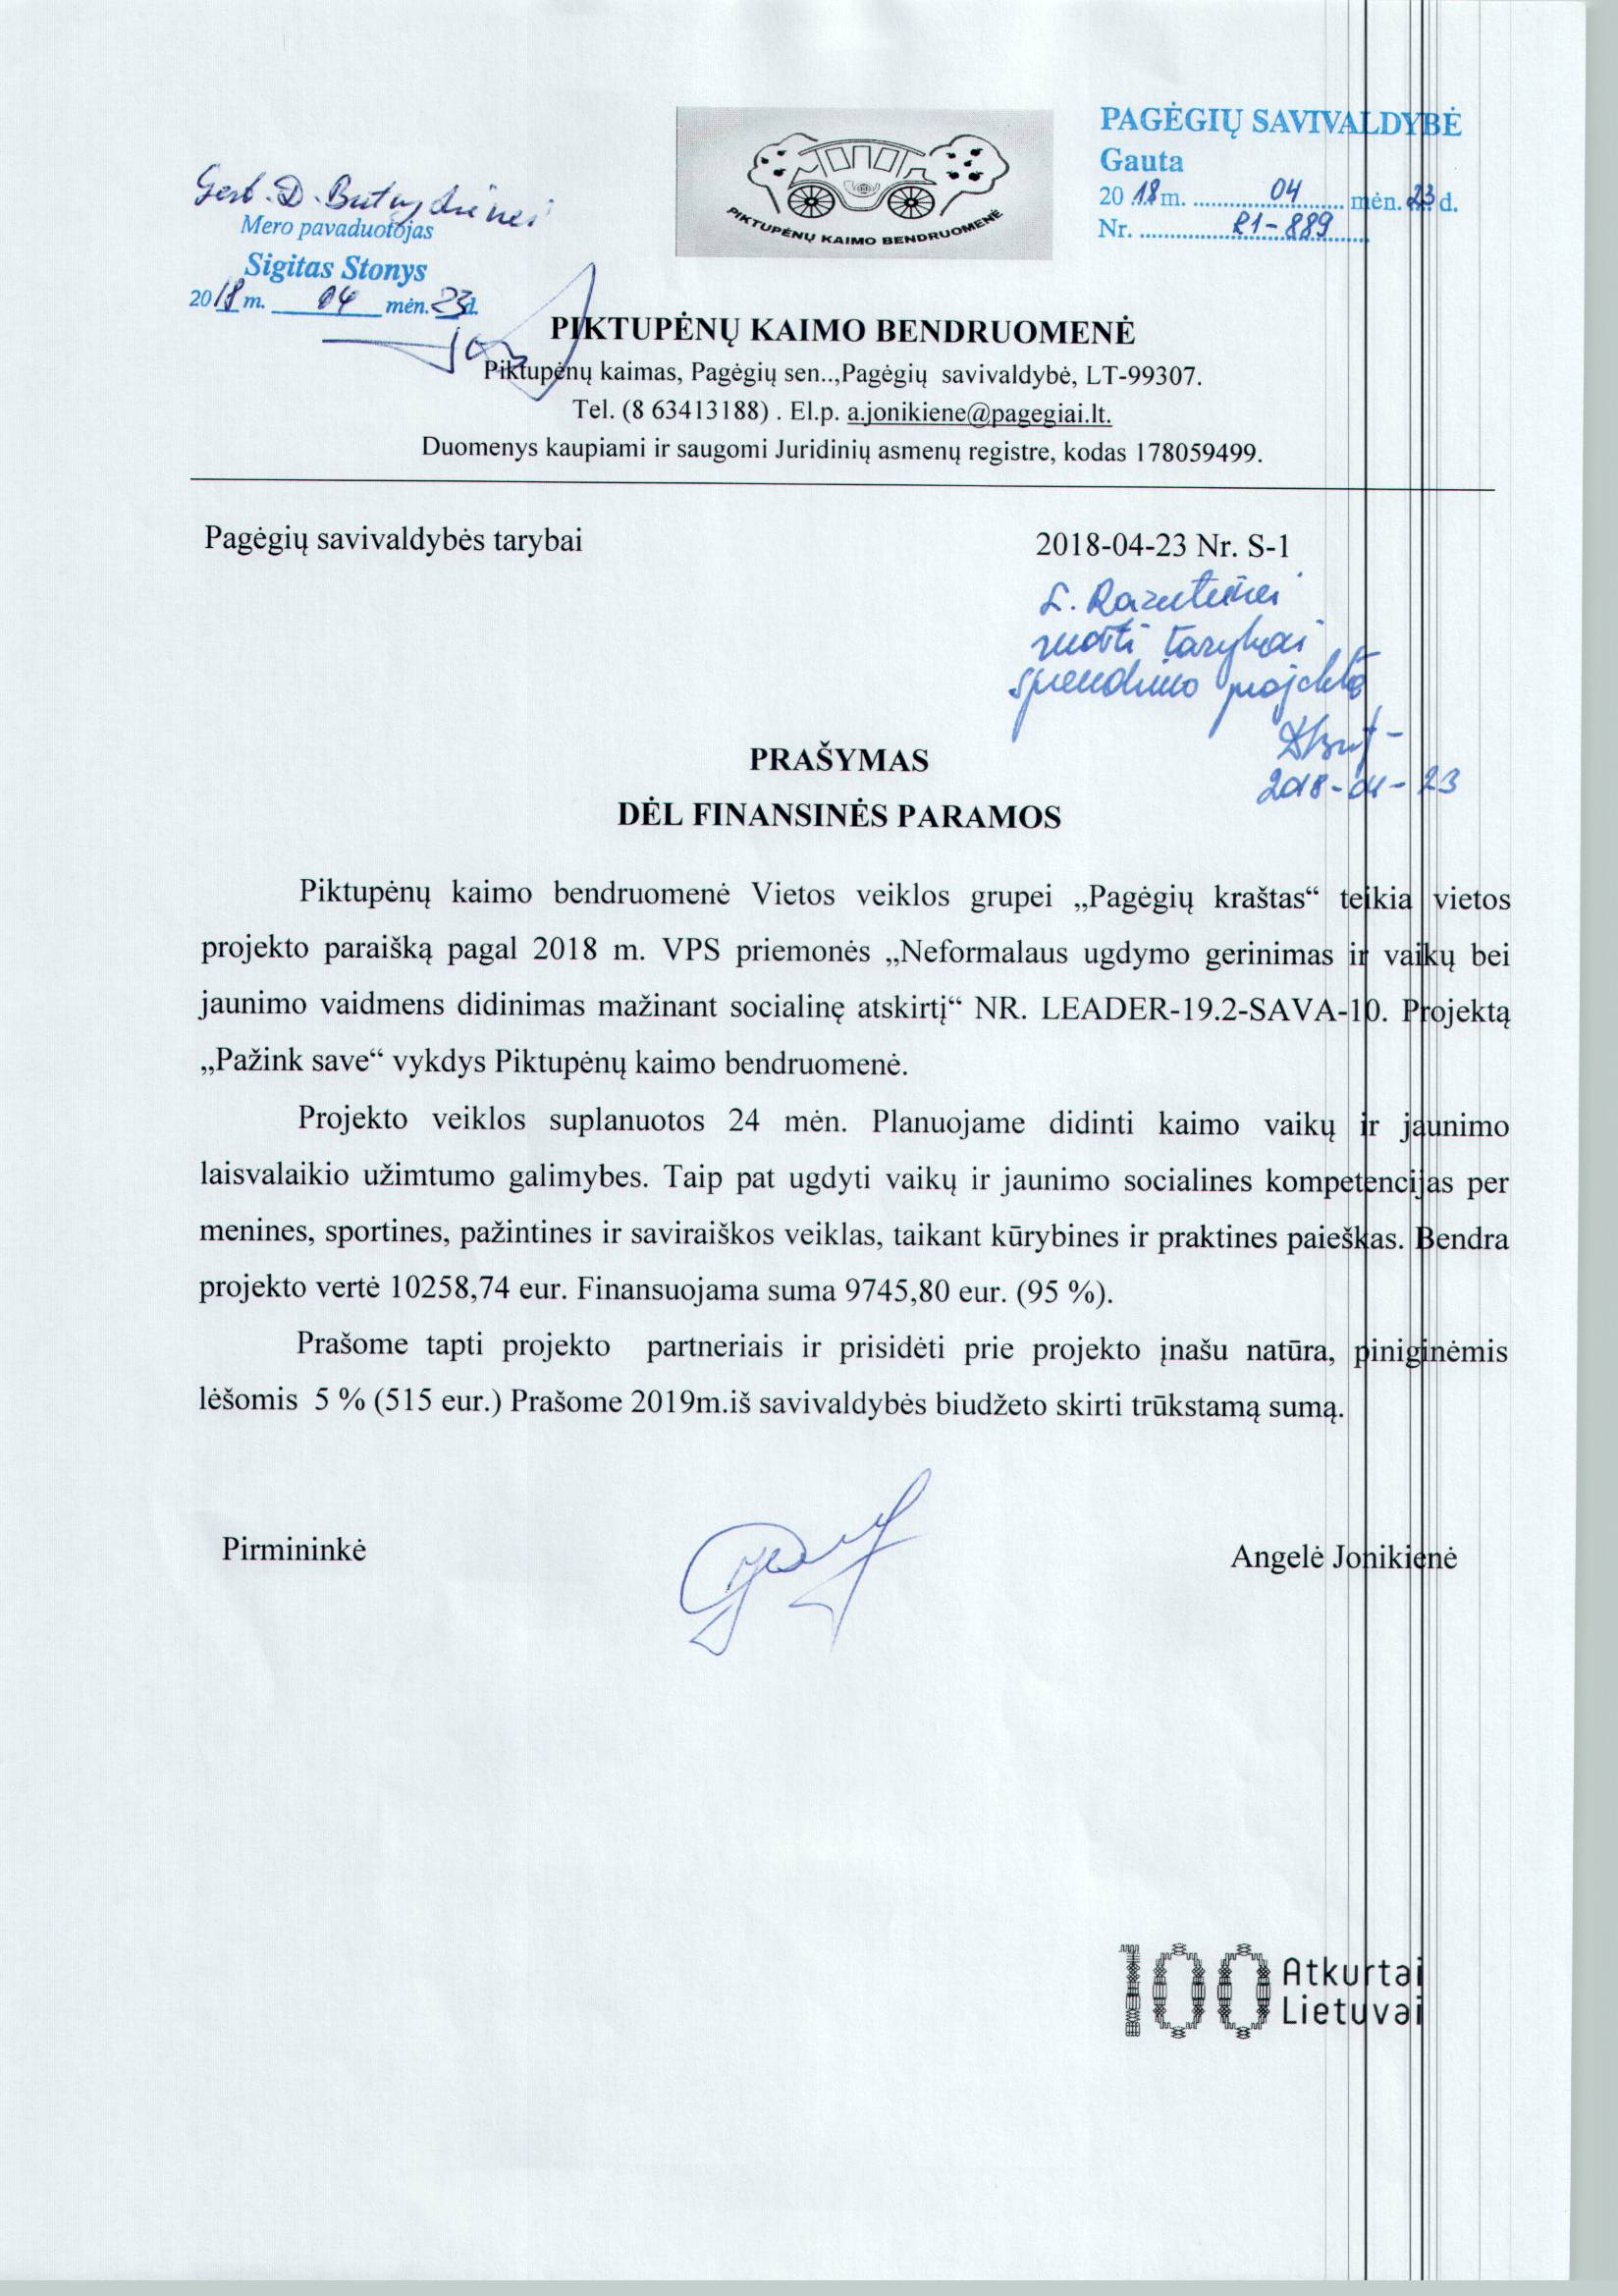 PAGĖGIŲ SAVIVALDYBĖ
Gauta
2018 m. 04 mėn. 23 d.
Nr. R1-889
Gerb. D. Butvydienei
Mero pavaduotojas
Sigitas Stonys
2018 m. 04 mėn. 23 d.
PIKTUPĖNŲ KAIMO BENDRUOMENĖ
PIKTUPĖNŲ KAIMO BENDRUOMENĖ
Piktupėnų kaimas, Pagėgių sen..,Pagėgių savivaldybė, LT-99307.
Tel. (8 63413188) . El.p. a.jonikiene@pagegiai.lt.
Duomenys kaupiami ir saugomi Juridinių asmenų registre, kodas 178059499.
Pagėgių savivaldybės tarybai
2018-04-23 Nr. S-1
ruošti tarybai
sprendimo projektą
2018-04-23
PRAŠYMAS
DĖL FINANSINĖS PARAMOS
Piktupėnų kaimo bendruomenė Vietos veiklos grupei „Pagėgių kraštas“ teikia vietos
projekto paraišką pagal 2018 m. VPS priemonės „Neformalaus ugdymo gerinimas ir vaikų bei
jaunimo vaidmens didinimas mažinant socialinę atskirtį“ NR. LEADER-19.2-SAVA-10. Projektą
„Pažink save“ vykdys Piktupėnų kaimo bendruomenė.
Projekto veiklos suplanuotos 24 mėn. Planuojame didinti kaimo vaikų ir jaunimo
laisvalaikio užimtumo galimybes. Taip pat ugdyti vaikų ir jaunimo socialines kompetencijas per
menines, sportines, pažintines ir saviraiškos veiklas, taikant kūrybines ir praktines paieškas. Bendra
projekto vertė 10258,74 eur. Finansuojama suma 9745,80 eur. (95 %).
Prašome tapti projekto partneriais ir prisidėti prie projekto įnašu natūra, piniginėmis
lėšomis 5 % (515 eur.) Prašome 2019m.iš savivaldybės biudžeto skirti trūkstamą sumą.
Pirmininkė
Angelė Jonikienė
100 Atkurtai
Lietuvai